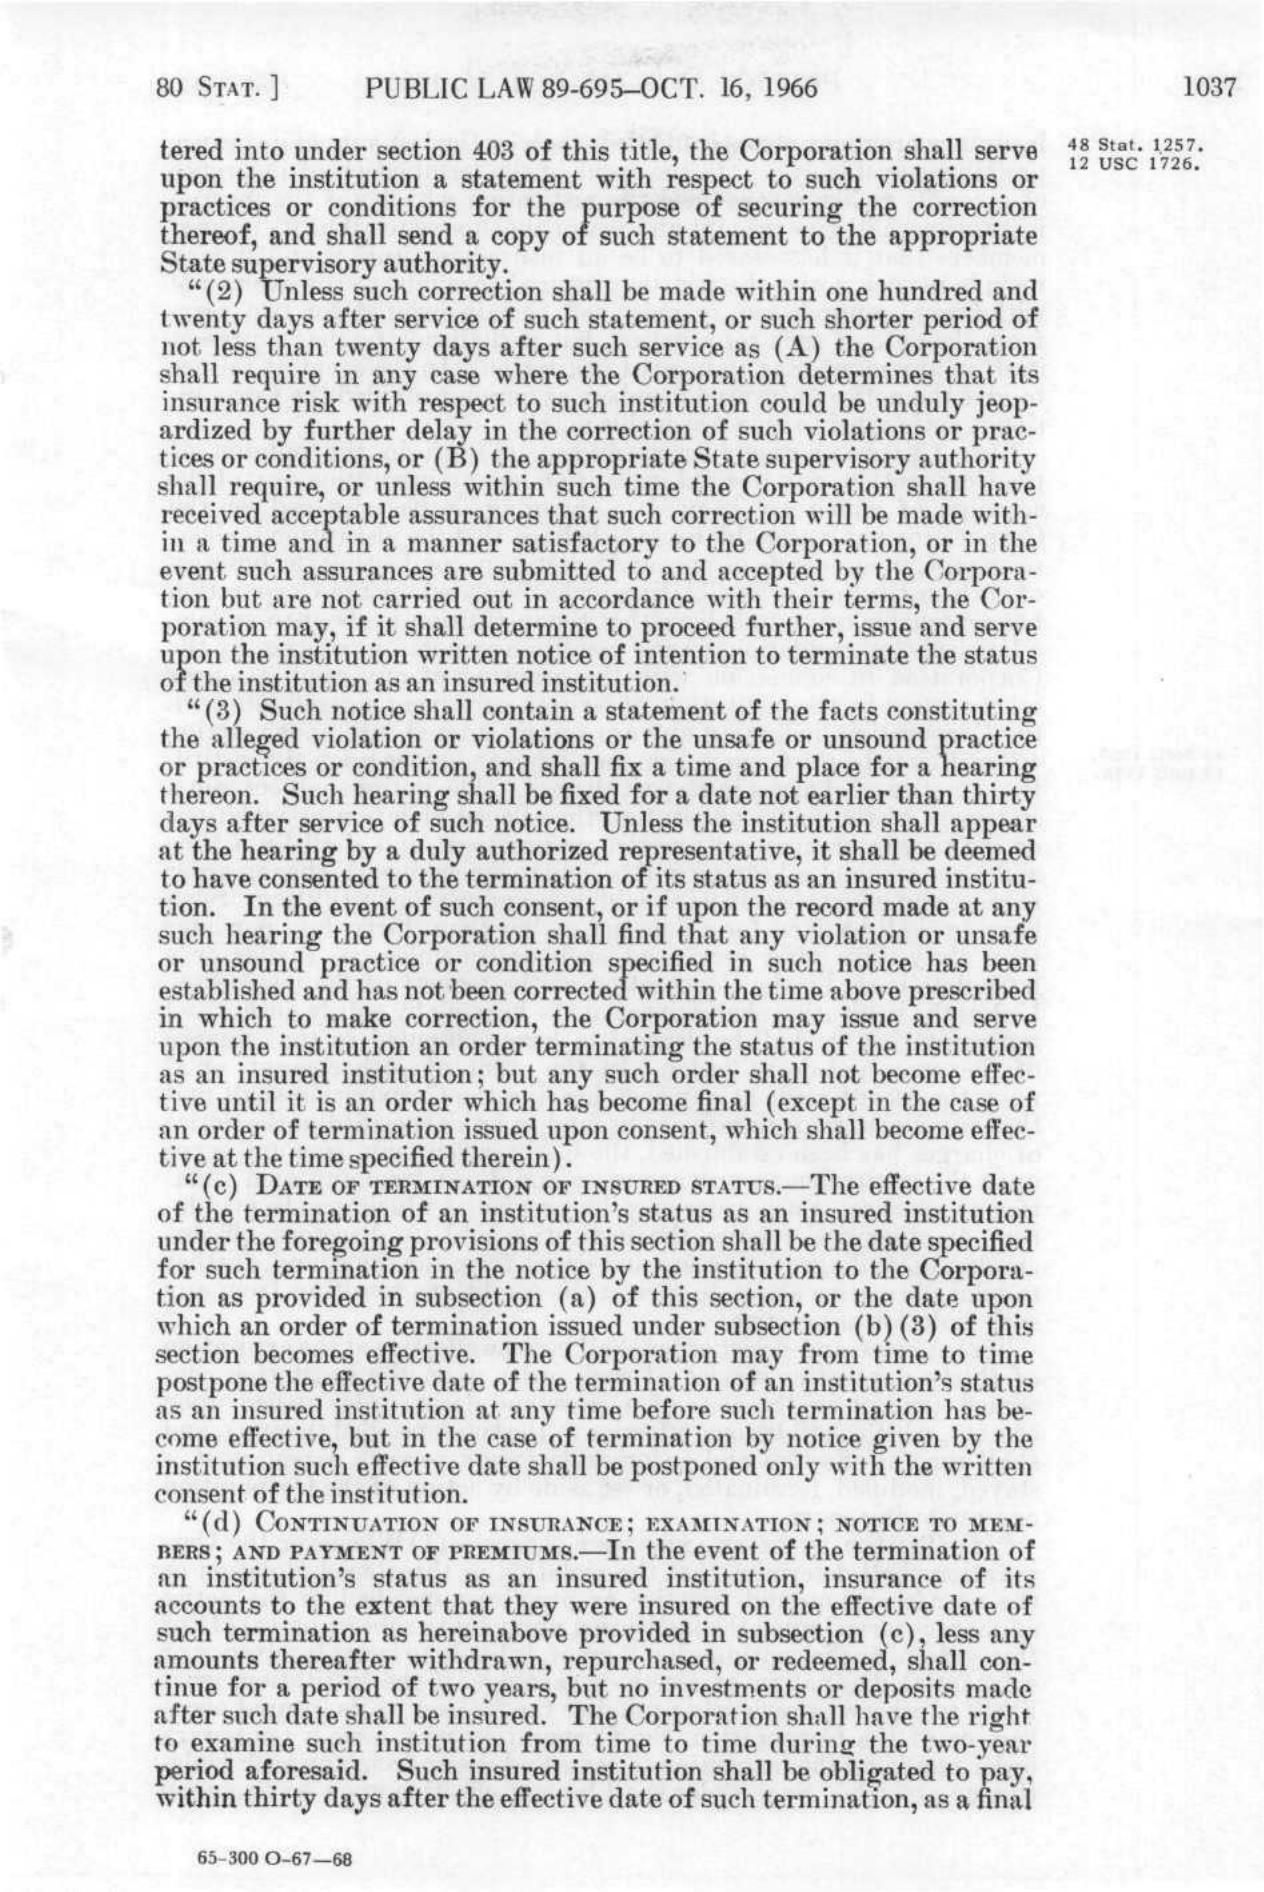 80 STAT. ] PUBLIC LAW 89-695—OCT. 16, 1966 1037
tered into under section 403 of this title, the Corporation shall serve
48 Stat. 1257.
12 USC 1726.
upon the institution a statement with respect to such violations or
practices or conditions for the purpose of securing the correction
thereof, and shall send a copy of such statement to the appropriate
State supervisory authority.
"(2) Unless such correction shall be made within one hundred and
twenty days after service of such statement, or such shorter period of
not less than twenty days after such service as (A) the Corporation
shall require in any case where the Corporation determines that its
insurance risk with respect to such institution could be unduly jeop-
ardized by further delay in the correction of such violations or prac-
tices or conditions, or (B) the appropriate State supervisory authority
shall require, or unless within such time the Corporation shall have
received acceptable assurances that such correction will be made with-
in a time and in a manner satisfactory to the Corporation, or in the
event such assurances are submitted to and accepted by the Corpora-
tion but are not carried out in accordance with their terms, the Cor-
poration may, if it shall determine to proceed further, issue and serve
upon the institution written notice of intention to terminate the status
of the institution as an insured institution.
"(3) Such notice shall contain a statement of the facts constituting
the alleged violation or violations or the unsafe or unsound practice
or practices or condition, and shall fix a time and place for a hearing
thereon. Such hearing shall be fixed for a date not earlier than thirty
days after service of such notice. Unless the institution shall appear
at the hearing by a duly authorized representative, it shall be deemed
to have consented to the termination of its status as an insured institu-
tion. In the event of such consent, or if upon the record made at any
such hearing the Corporation shall find that any violation or unsafe
or unsound practice or condition specified in such notice has been
established and has not been corrected within the time above prescribed
in which to make correction, the Corporation may issue and serve
upon the institution an order terminating the status of the institution
as an insured institution; but any such order shall not become effec-
tive until it is an order which has become final (except in the case of
an order of termination issued upon consent, which shall become effec-
tive at the time specified therein).
"(c) DATE OF TERMINATION OF INSURED STATUS.—The effective date
of the termination of an institution's status as an insured institution
under the foregoing provisions of this section shall be the date specified
for such termination in the notice by the institution to the Corpora-
tion as provided in subsection (a) of this section, or the date upon
which an order of termination issued under subsection (b) (3) of this
section becomes effective. The Corporation may from time to time
postpone the effective date of the termination of an institution's status
as an insured institution at any time before such termination has be-
come effective, but in the case of termination by notice given by the
institution such effective date shall be postponed only with the written
consent of the institution.
"(d) CONTINUATION OF INSURANCE; EXAMINATION; NOTICE TO MEM-
BERS; AND PAYMENT OF PREMIUMS.—In the event of the termination of
an institution's status as an insured institution, insurance of its
accounts to the extent that they were insured on the effective date of
such termination as hereinabove provided in subsection (c), less any
amounts thereafter withdrawn, repurchased, or redeemed, shall con-
tinue for a period of two years, but no investments or deposits made
after such date shall be insured. The Corporation shall have the right
to examine such institution from time to time during the two-year
period aforesaid. Such insured institution shall be obligated to pay,
within thirty days after the effective date of such termination, as a final
65-300 O-67—68